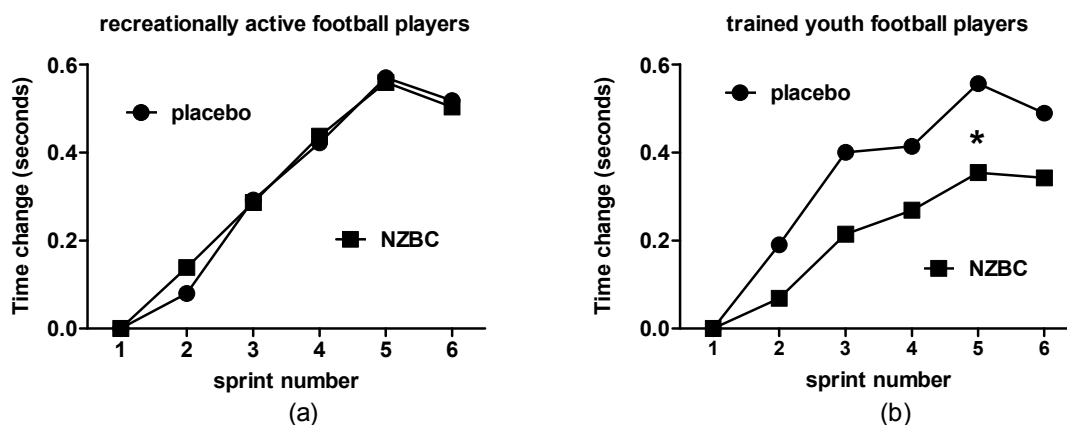 recreationally active football players
Time change (seconds)
0.6
0.4
0.2
0.0
placebo
NZBC
1 2 3 4 5 6
sprint number
(a)
trained youth football players
Time change (seconds)
0.6
0.4
0.2
0.0
placebo
*
NZBC
1 2 3 4 5 6
sprint number
(b)